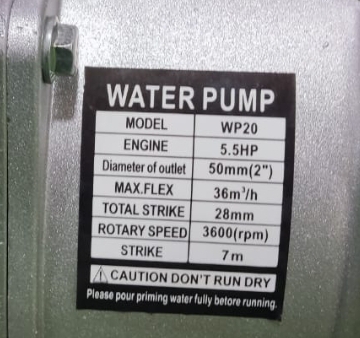 WATER PUMP
MODEL WP20
ENGINE 5.5HP
Diameter of outlet 50mm(2")
MAX.FLEX 36m³/h
TOTAL STRIKE 28mm
ROTARY SPEED 3600(rpm)
STRIKE 7m
CAUTION DON'T RUN DRY
Please pour priming water fully before running.